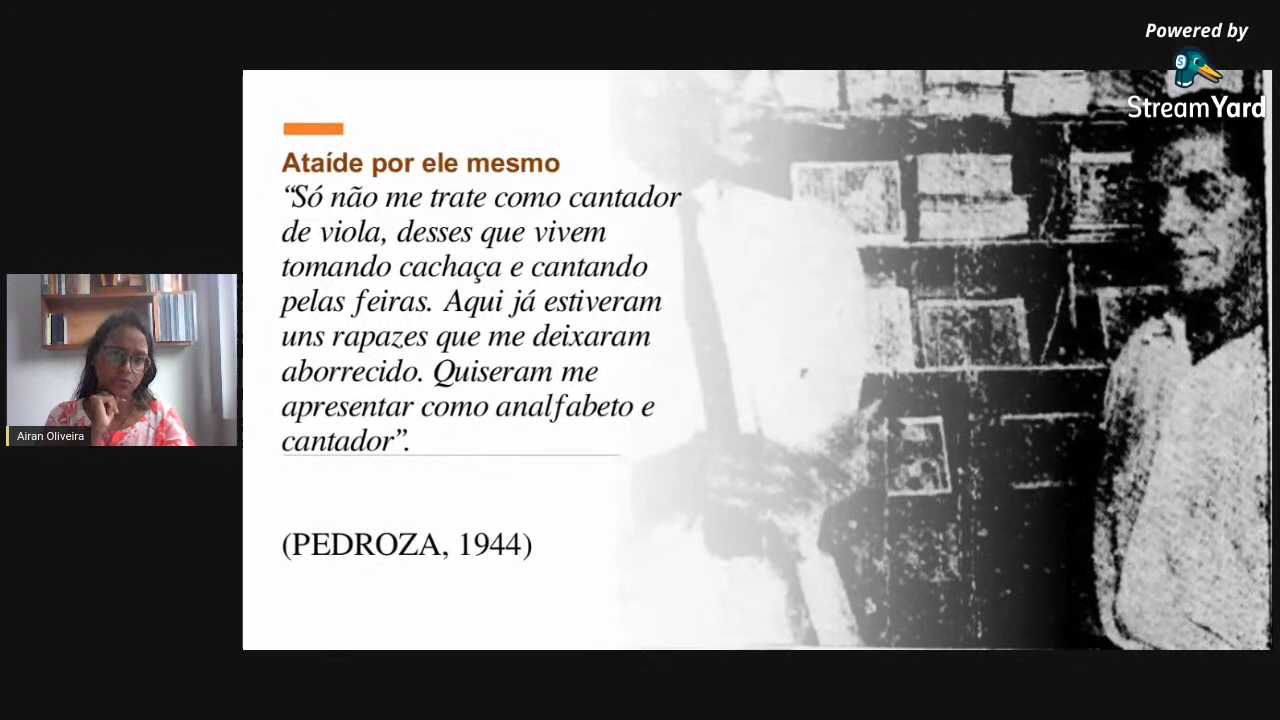 Powered by
StreamYard
Ataíde por ele mesmo
“Só não me trate como cantador
de viola, desses que vivem
tomando cachaça e cantando
pelas feiras. Aqui já estiveram
uns rapazes que me deixaram
aborrecido. Quiseram me
apresentar como analfabeto e
cantador”.
(PEDROZA, 1944)
Airan Oliveira